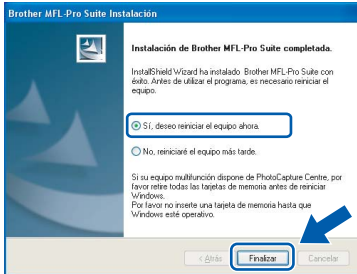 Brother MFL-Pro Suite Instalación
Instalación de Brother MFL-Pro Suite completada.
InstallShield Wizard ha instalado Brother MFL-Pro Suite con
éxito. Antes de utilizar el programa, es necesario reiniciar el
equipo.
Sí, deseo reiniciar el equipo ahora.
No, reiniciaré el equipo más tarde.
Si su equipo multifunción dispone de PhotoCapture Centre, por
favor retire todas las tarjetas de memoria antes de reiniciar
Windows.
Por favor no inserte una tarjeta de memoria hasta que
Windows esté operativo.
< Atrás Finalizar Cancelar